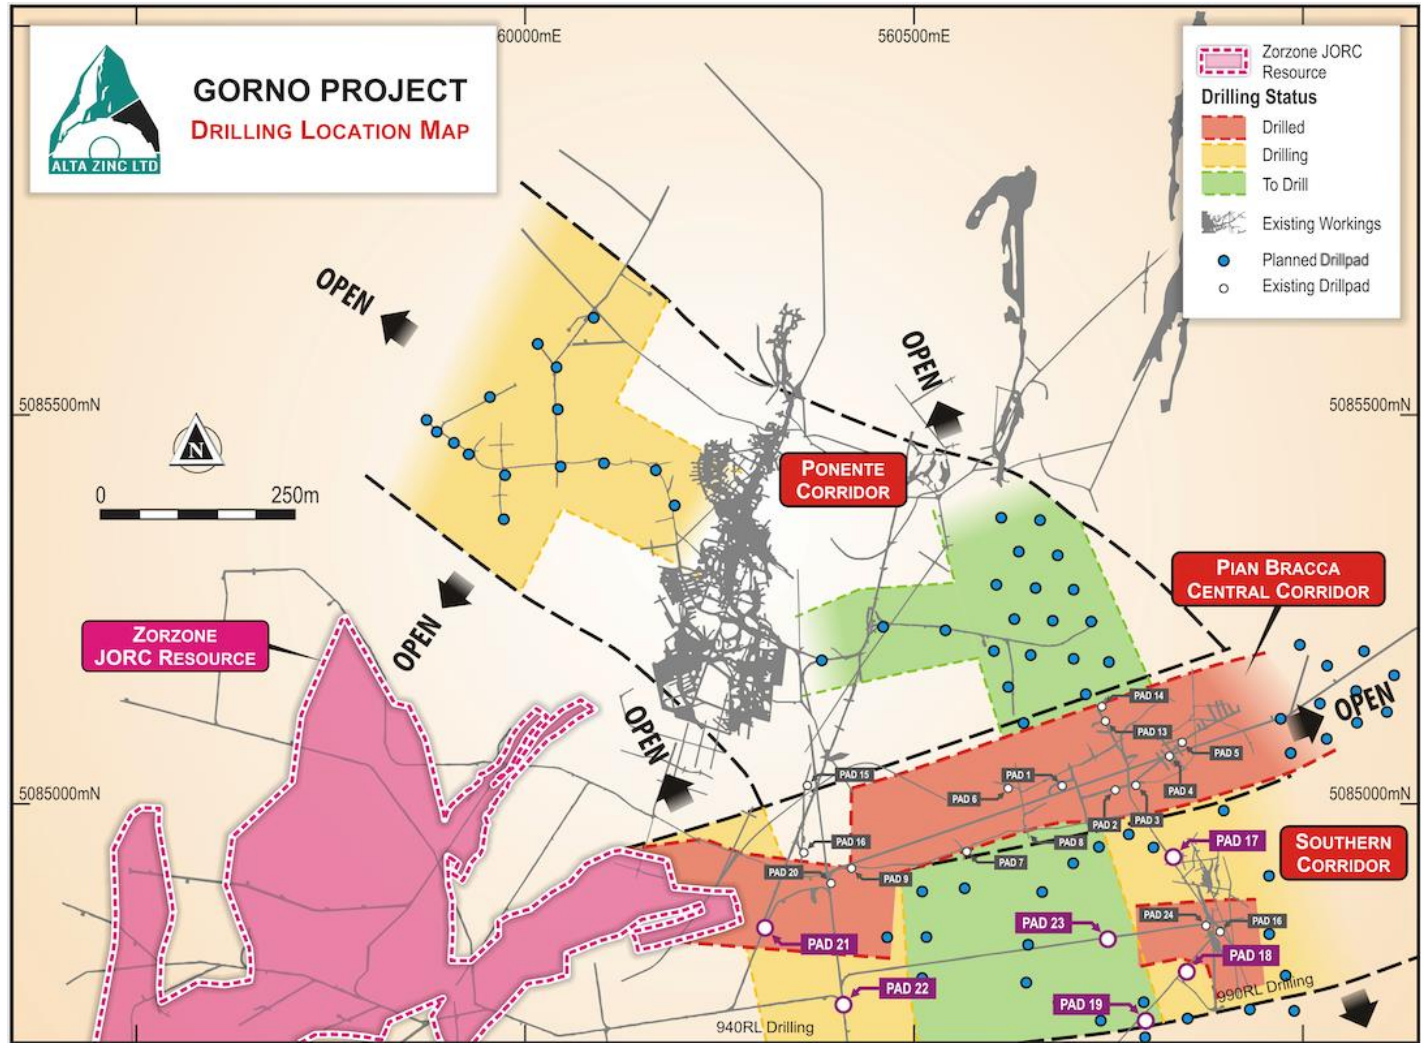 60000mE
560500mE
ALTA ZINC LTD
GORNO PROJECT
DRILLING LOCATION MAP
Zorzone JORC
Resource
Drilling Status
Drilled
Drilling
To Drill
Existing Workings
Planned Drillpad
Existing Drillpad
OPEN
OPEN
5085500mN
5085500mN
N
0
250m
PONENTE
CORRIDOR
PIAN BRACCA
CENTRAL CORRIDOR
ZORZONE
JORC RESOURCE
OPEN
OPEN
OPEN
PAD 14
PAD 13
PAD 5
PAD 15
PAD 1
PAD 6
PAD 4
5085000mN
5085000mN
PAD 2
PAD 3
PAD 16
PAD 8
PAD 17
SOUTHERN
CORRIDOR
PAD 7
PAD 20
PAD 9
PAD 24
PAD 16
PAD 23
PAD 21
PAD 18
PAD 22
990RL Drilling
PAD 19
940RL Drilling